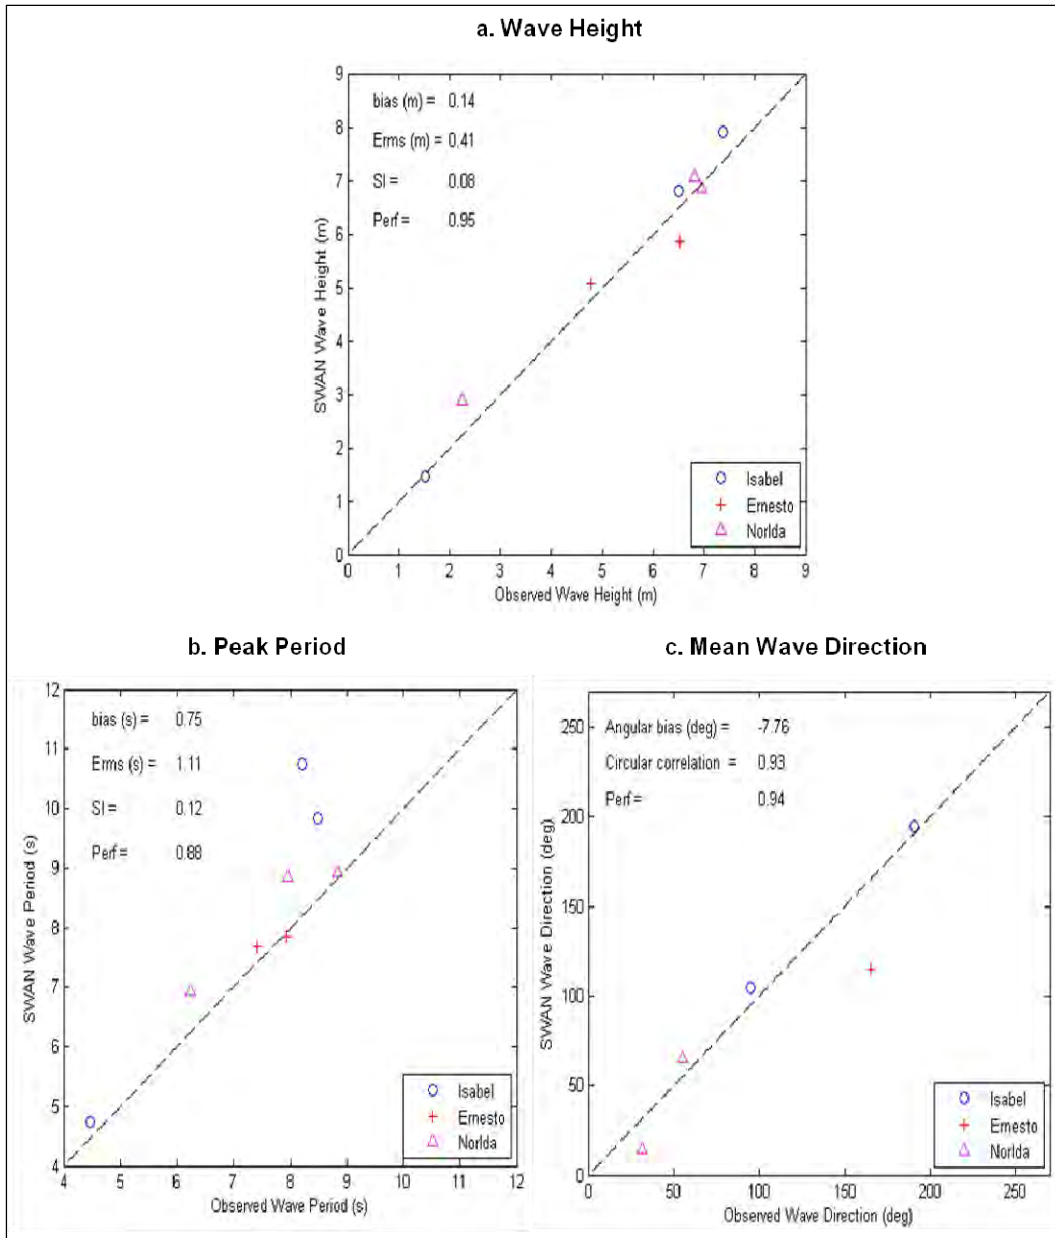 a. Wave Height
bias (m) = 0.14
Erms (m) = 0.41
SI = 0.08
Perf = 0.95
SWAN Wave Height (m)
9
8
7
6
5
4
3
2
1
0
0 1 2 3 4 5 6 7 8 9
Observed Wave Height (m)
Isabel
Ernesto
NorIda
b. Peak Period
bias (s) = 0.75
Erms (s) = 1.11
SI = 0.12
Perf = 0.88
SWAN Wave Period (s)
12
11
10
9
8
7
6
5
4
4 5 6 7 8 9 10 11 12
Observed Wave Period (s)
Isabel
Ernesto
NorIda
c. Mean Wave Direction
Angular bias (deg) = -7.76
Circular correlation = 0.93
Perf = 0.94
SWAN Wave Direction (deg)
250
200
150
100
50
0
0 50 100 150 200 250
Observed Wave Direction (deg)
Isabel
Ernesto
NorIda